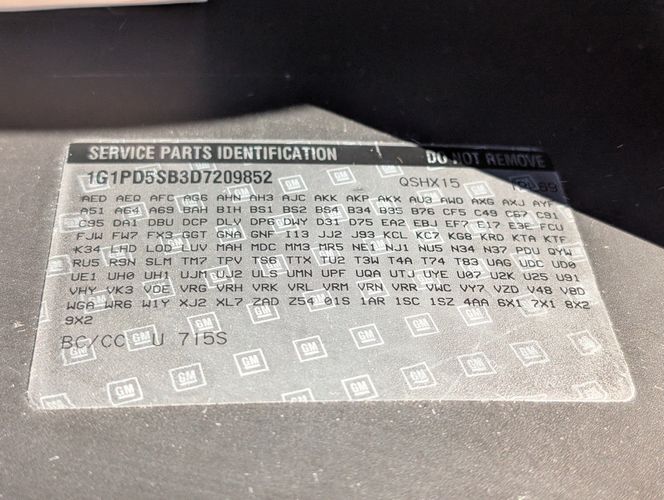 SERVICE PARTS IDENTIFICATION DO NOT REMOVE
1G1PD5SB3D7209852 QSHX15
AED AEQ AFC AG6 AHN AH3 AJC AKK AKP AKX AU3 AWO AXG AXJ AYF
A51 A64 A69 BAH B1H BS1 BS2 BS4 B34 B35 B76 CF5 C49 C67 C91
C95 DA1 DBU DCP DLV DP6 DWY D31 D75 EA2 EBJ EF7 E17 E3E FCU
FJW FW7 FX3 GGT GNA GNF I13 JJ2 J93 KCL KC7 KG8 KRD KTA KTF
K34 LHD LOD LUV MAH MDC MM3 MR5 NE1 NJ1 NU5 N34 N37 PDU QYW
RU5 R9N SLM TM7 TPV TS6 TTX TU2 T3W T4A T74 T83 UAG UDC UD0
UE1 UH0 UH1 UJM UJ2 ULS UMN UPF UQA UTJ UYE U07 U2K U25 U91
VHY VK3 VDE VRG VRH VRK VRL VRM VRN VRR VWC VY7 VZD V48 V8D
WGA WR6 W1Y XJ2 XL7 ZAD Z54 01S 1AR 1SC 1SZ 4AA 6X1 7X1 8X2
9X2
BC/CC U 715S